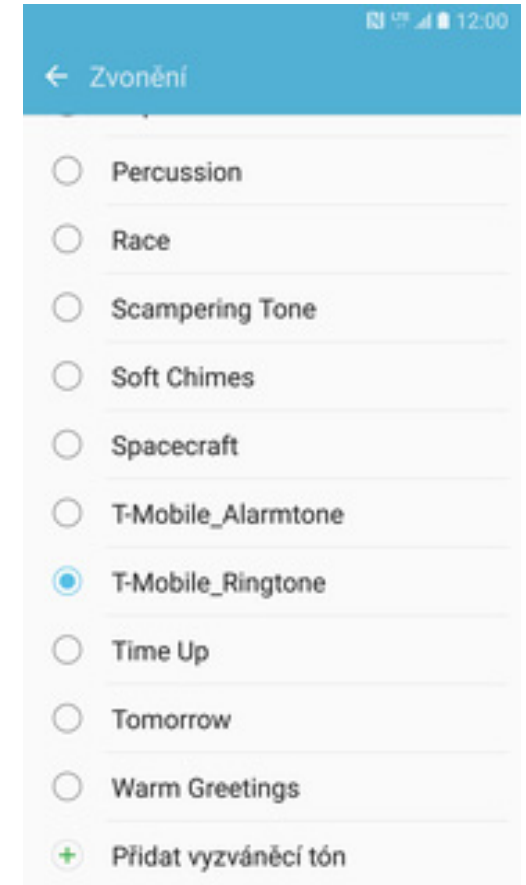 12:00
Zvonění
Percussion
Race
Scampering Tone
Soft Chimes
Spacecraft
T-Mobile_Alarmtone
T-Mobile_Ringtone
Time Up
Tomorrow
Warm Greetings
Přidat vyzváněcí tón